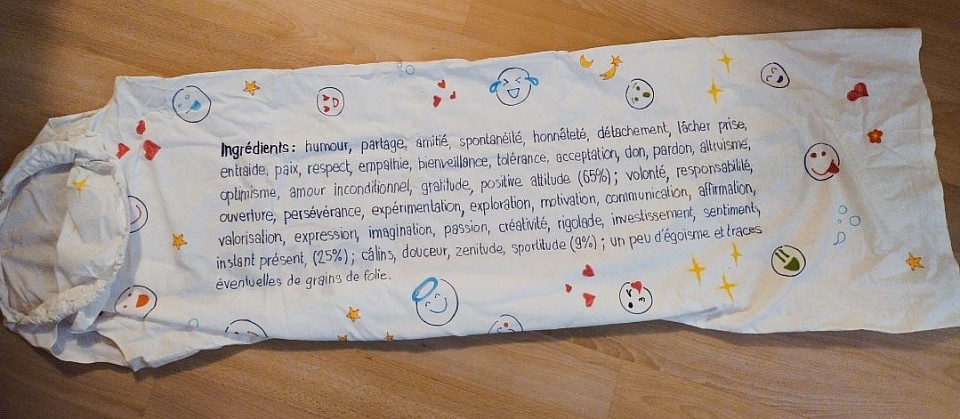 Ingrédients : humour, partage, amitié, spontanéité, honnêteté, détachement, lâcher prise,
entraide, paix, respect, empathie, bienveillance, tolérance, acceptation, don, pardon, altruisme,
optimisme, amour inconditionnel, gratitude, positive attitude (65%) ; volonté, responsabilité,
ouverture, persévérance, expérimentation, exploration, motivation, communication, affirmation,
valorisation, expression, imagination, passion, créativité, rigolade, investissement, sentiments,
instant présent, (25%) ; câlins, douceur, zenitude, sportitude (9%) ; un peu d'égoïsme et traces
éventuelles de grains de folie.